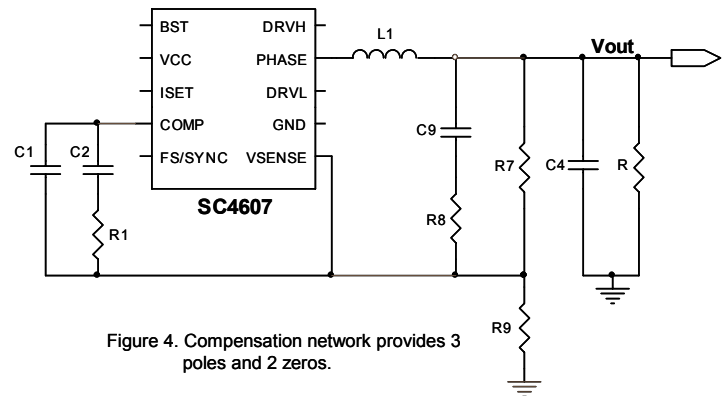 BST
DRVH
VCC
PHASE
ISET
DRVL
COMP
GND
FS/SYNC
VSENSE
SC4607
L1
Vout
C1
C2
R1
C9
R8
R7
C4
R
R9
Figure 4. Compensation network provides 3
poles and 2 zeros.